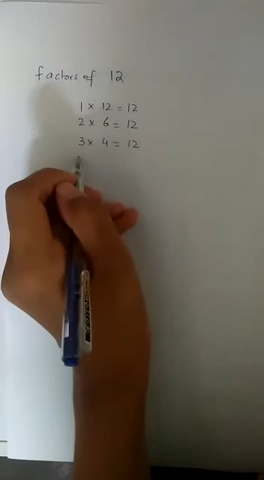 factors of 12
1 × 12 = 12
2 × 6 = 12
3 × 4 = 12